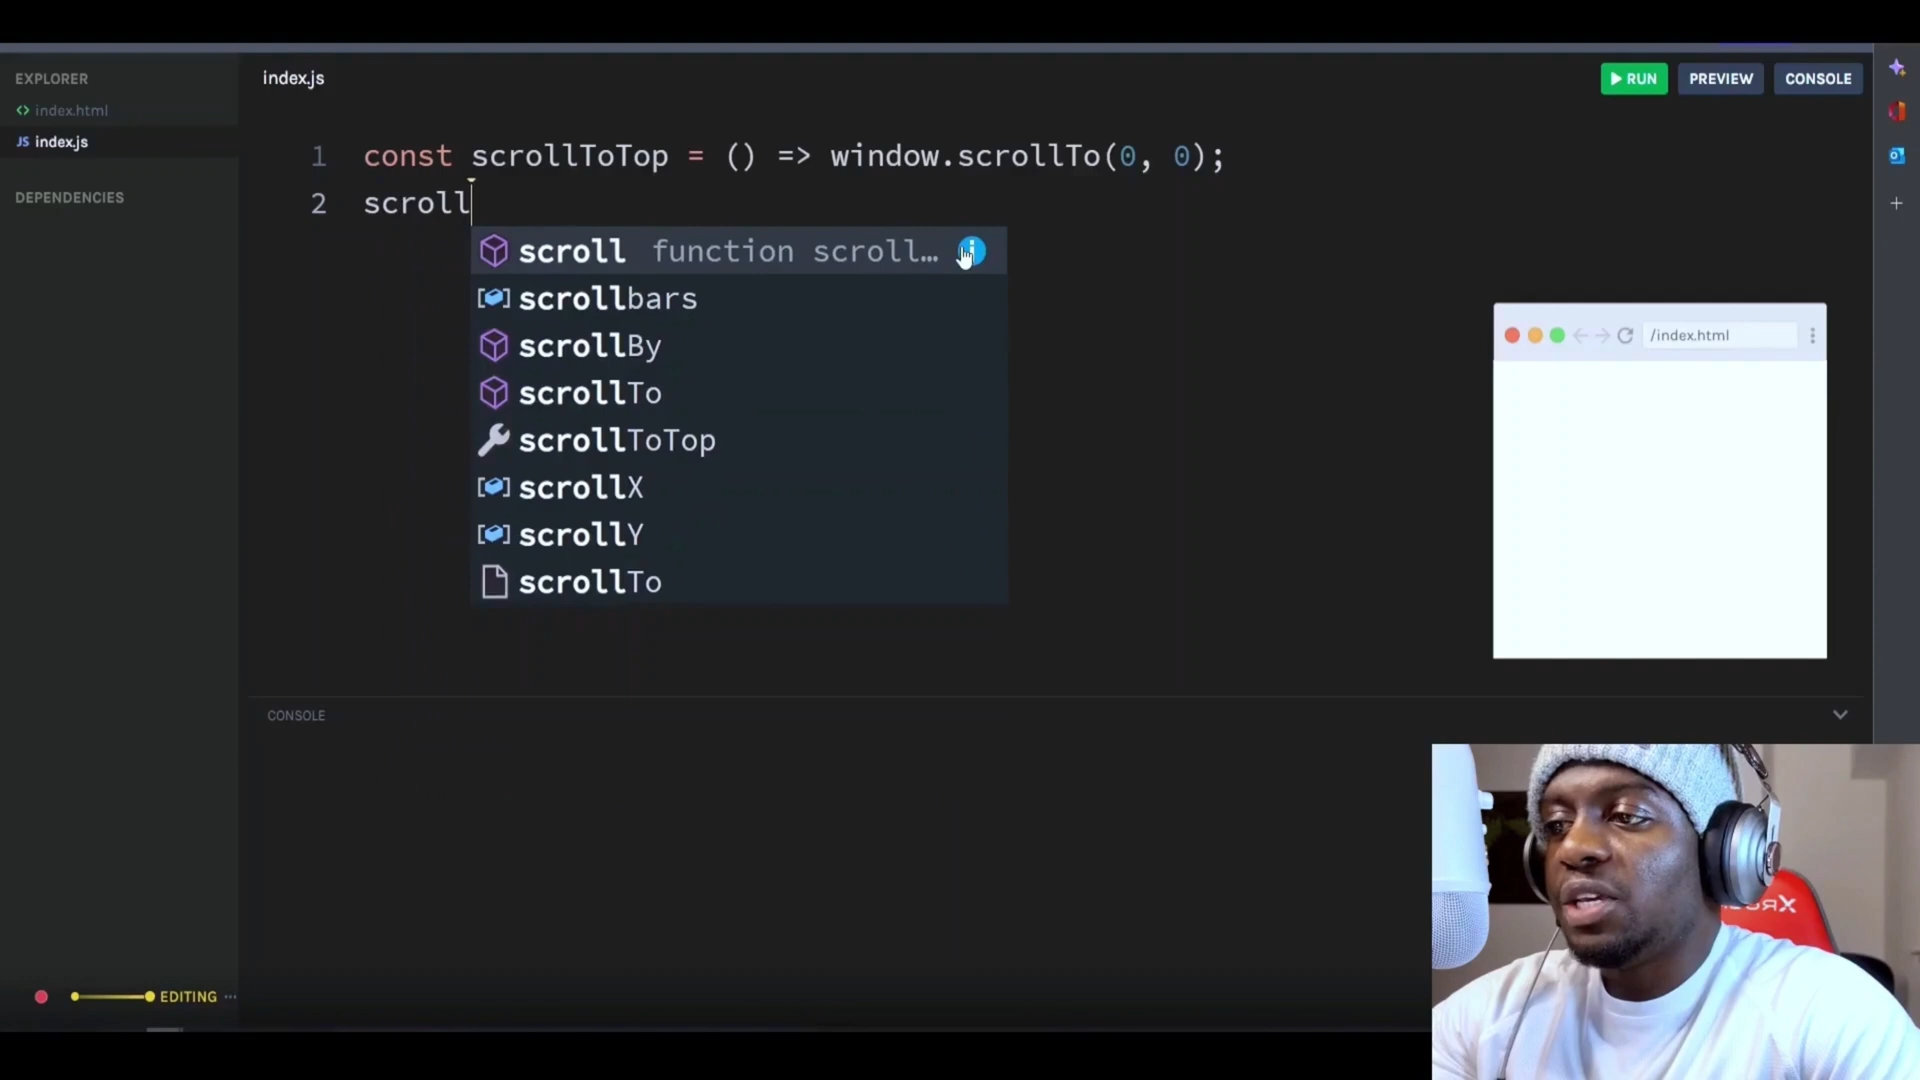 EXPLORER
index.html
JS index.js
DEPENDENCIES
index.js
RUN
PREVIEW
CONSOLE
1 const scrollToTop = () => window.scrollTo(0, 0);
2 scroll
scroll function scroll…
scrollbars
scrollBy
scrollTo
scrollToTop
scrollX
scrollY
scrollTo
/index.html
CONSOLE
EDITING ...